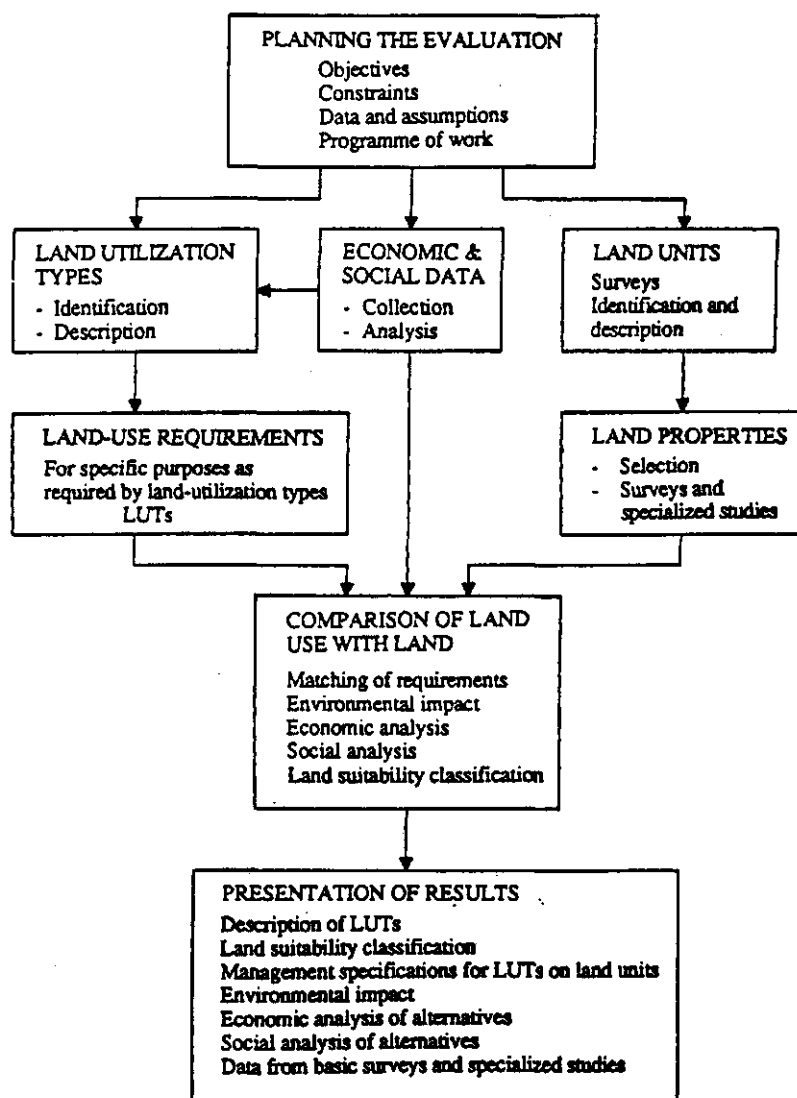 PLANNING THE EVALUATION
Objectives
Constraints
Data and assumptions
Programme of work
LAND UTILIZATION
TYPES
- Identification
- Description
ECONOMIC &
SOCIAL DATA
- Collection
- Analysis
LAND UNITS
Surveys
Identification and
description
LAND-USE REQUIREMENTS
For specific purposes as
required by land-utilization types
LUTs
LAND PROPERTIES
- Selection
- Surveys and
specialized studies
COMPARISON OF LAND
USE WITH LAND
Matching of requirements
Environmental impact
Economic analysis
Social analysis
Land suitability classification
PRESENTATION OF RESULTS
Description of LUTs
Land suitability classification
Management specifications for LUTs on land units
Environmental impact
Economic analysis of alternatives
Social analysis of alternatives
Data from basic surveys and specialized studies